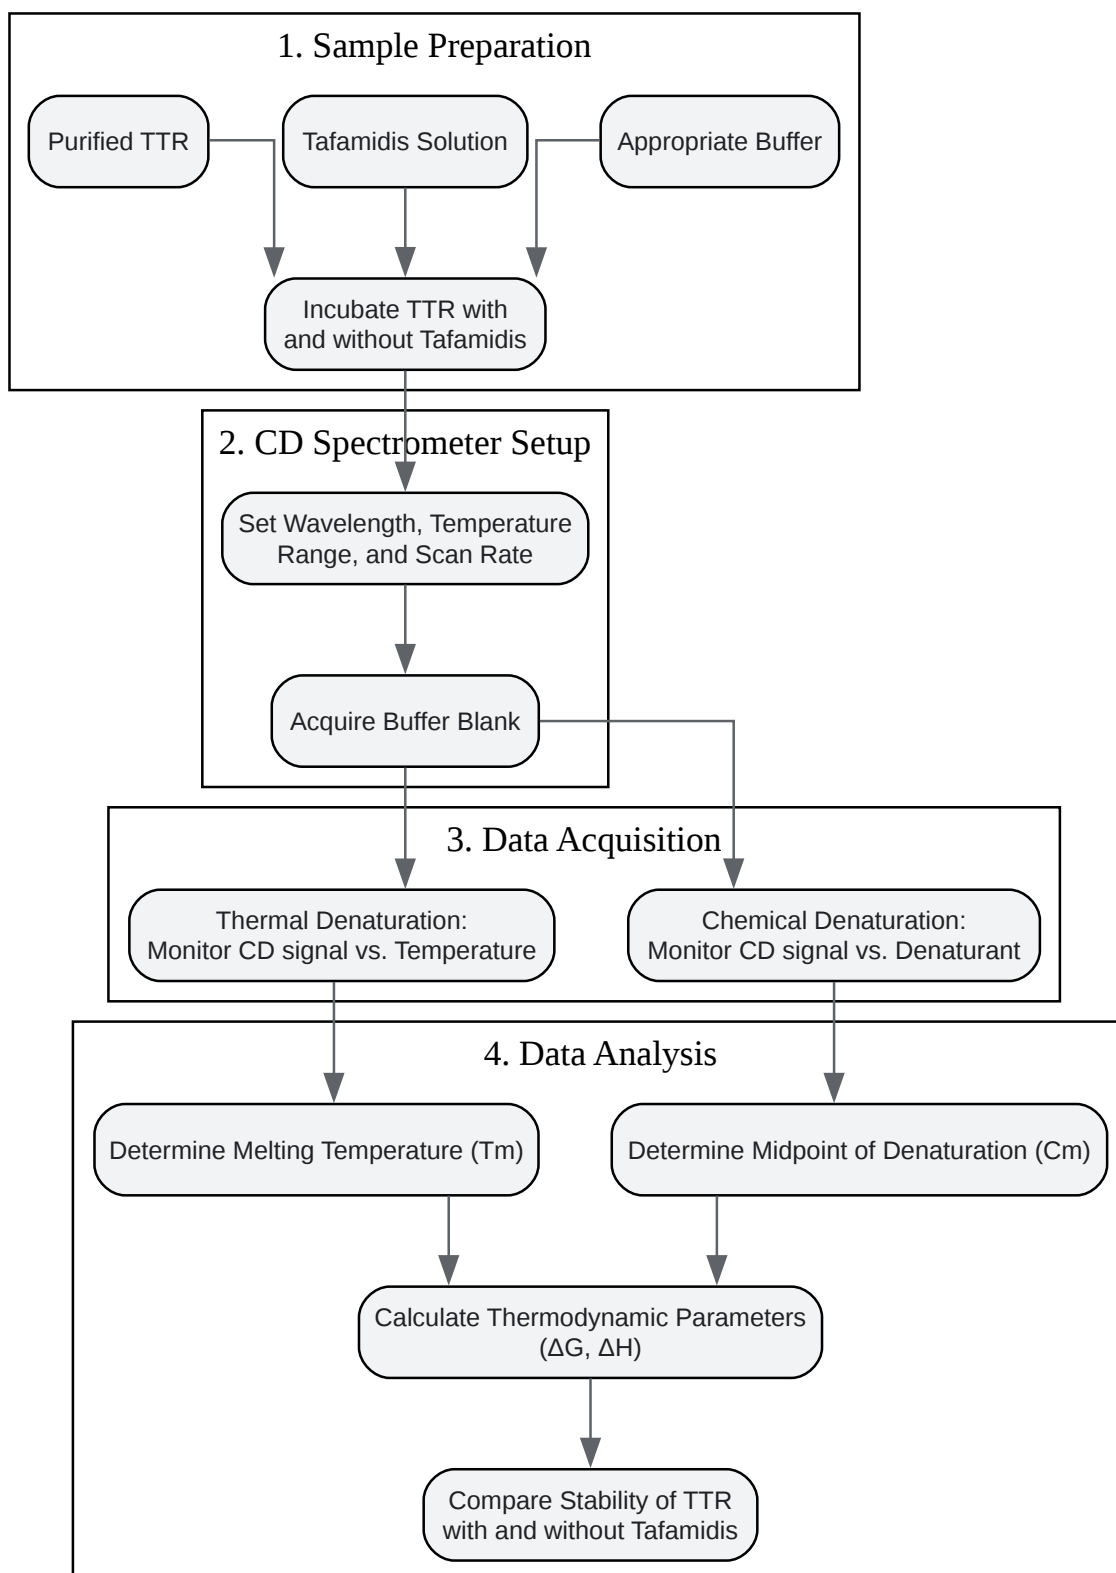 1. Sample Preparation
Purified TTR
Tafamidis Solution
Appropriate Buffer
Incubate TTR with
and without Tafamidis
2. CD Spectrometer Setup
Set Wavelength, Temperature
Range, and Scan Rate
Acquire Buffer Blank
3. Data Acquisition
Thermal Denaturation:
Monitor CD signal vs. Temperature
Chemical Denaturation:
Monitor CD signal vs. Denaturant
4. Data Analysis
Determine Melting Temperature (Tm)
Determine Midpoint of Denaturation (Cm)
Calculate Thermodynamic Parameters
(ΔG, ΔH)
Compare Stability of TTR
with and without Tafamidis